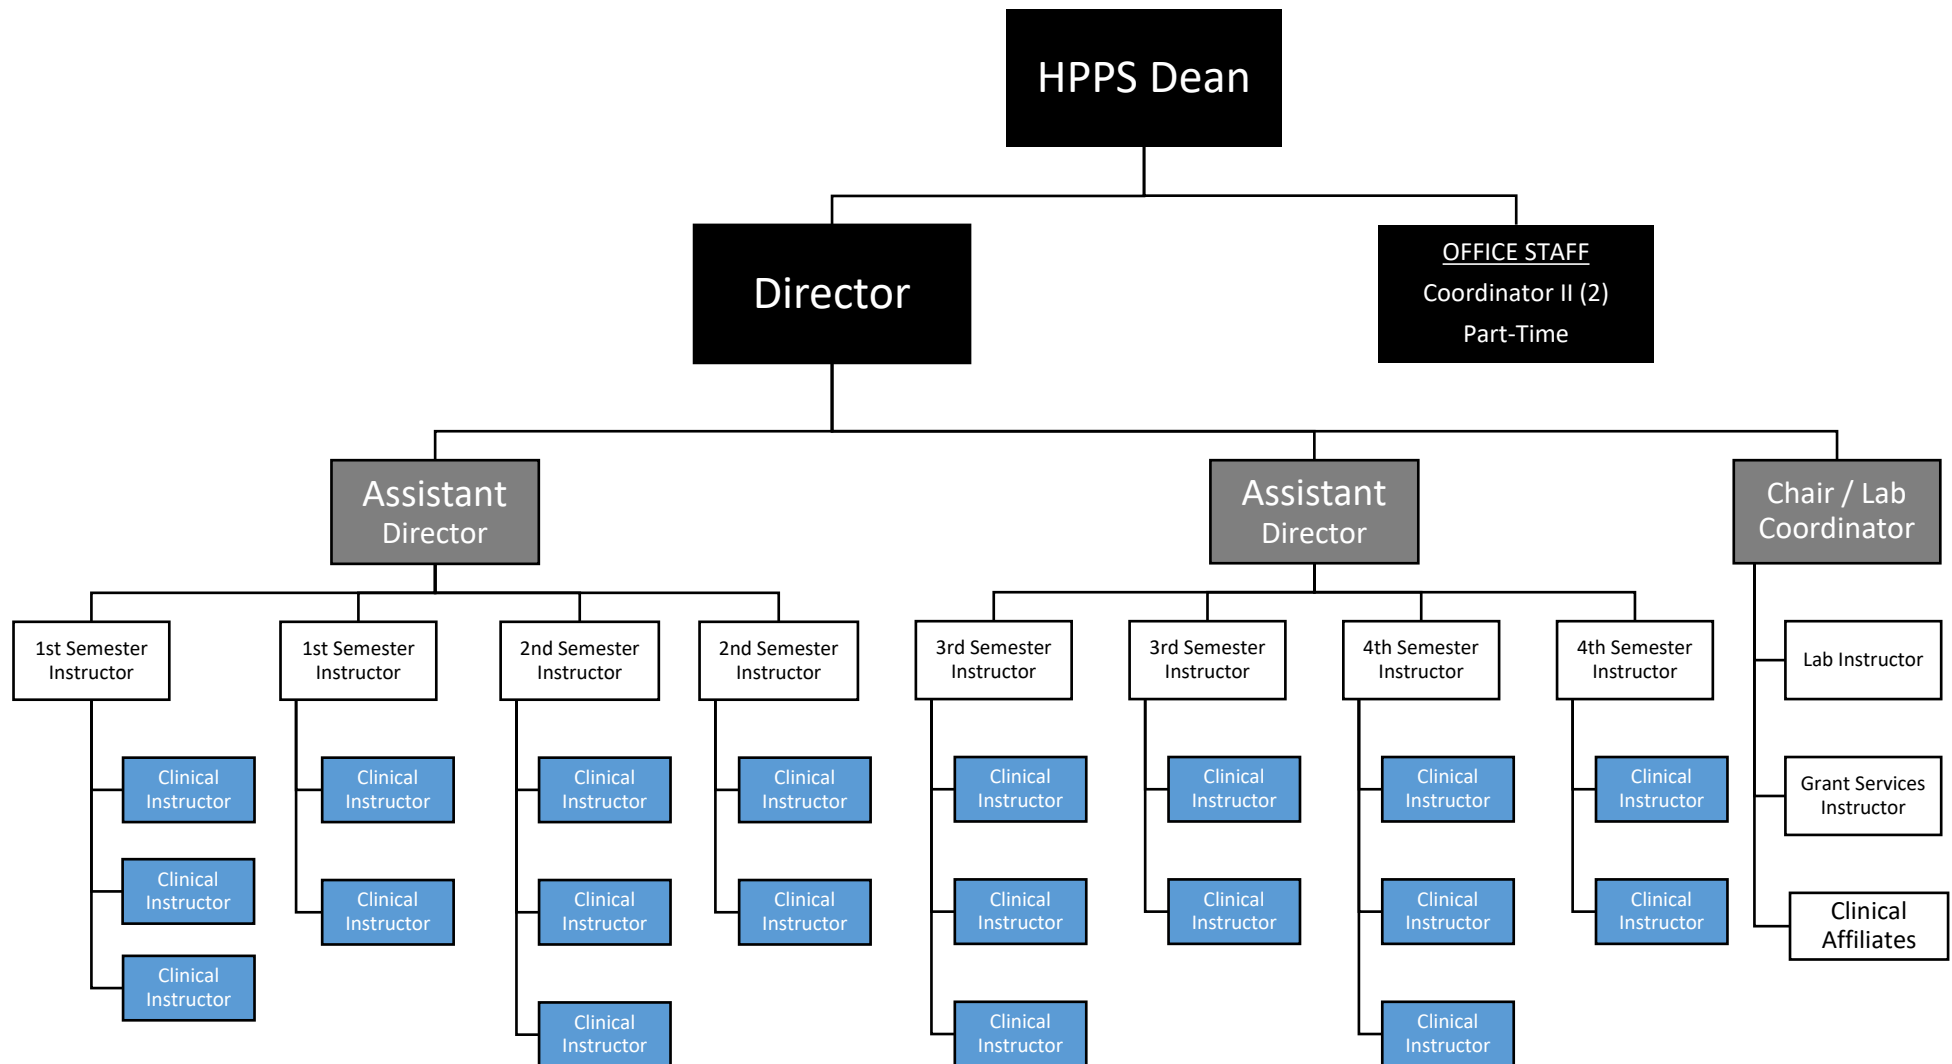 HPPS Dean
Director
OFFICE STAFF
Coordinator II (2)
Part-Time
Assistant
Director
Assistant
Director
Chair / Lab
Coordinator
1st Semester
Instructor
1st Semester
Instructor
2nd Semester
Instructor
2nd Semester
Instructor
3rd Semester
Instructor
3rd Semester
Instructor
4th Semester
Instructor
4th Semester
Instructor
Lab Instructor
Clinical
Instructor
Clinical
Instructor
Clinical
Instructor
Clinical
Instructor
Clinical
Instructor
Clinical
Instructor
Clinical
Instructor
Clinical
Instructor
Grant Services
Instructor
Clinical
Instructor
Clinical
Instructor
Clinical
Instructor
Clinical
Instructor
Clinical
Instructor
Clinical
Instructor
Clinical
Instructor
Clinical
Instructor
Clinical
Affiliates
Clinical
Instructor
Clinical
Instructor
Clinical
Instructor
Clinical
Instructor